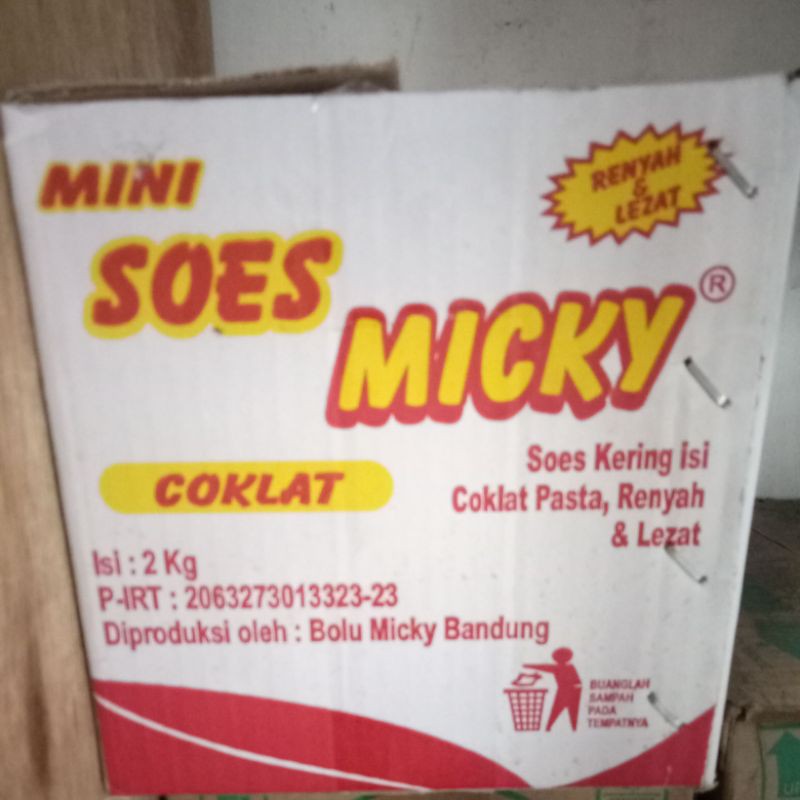 MINI
RENYAH
&
LEZAT
SOES
MICKY®
COKLAT
Soes Kering isi
Coklat Pasta, Renyah
& Lezat
Isi : 2 Kg
P-IRT : 2063273013323-23
Diproduksi oleh : Bolu Micky Bandung
BUANGLAH
SAMPAH
PADA
TEMPATNYA